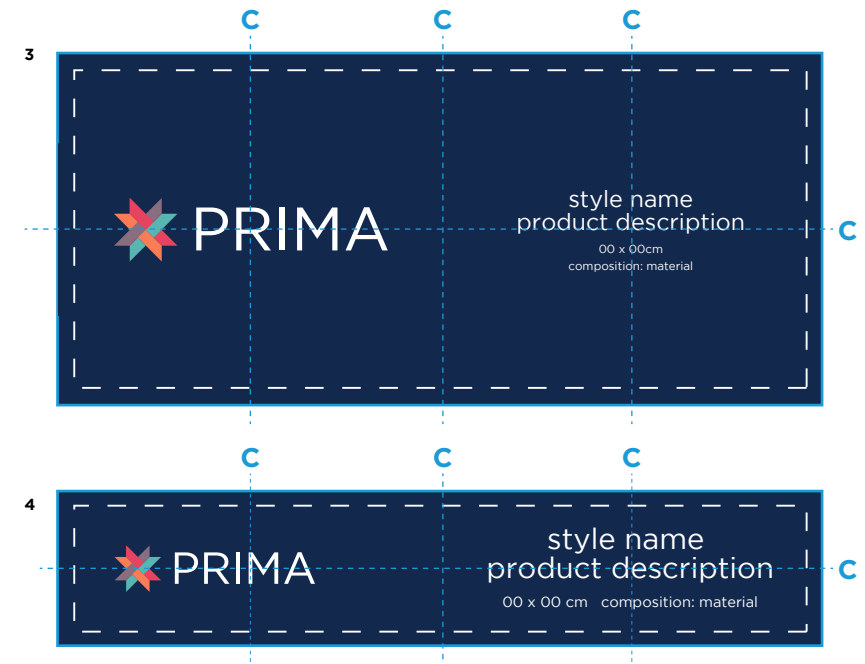 C C C
3
PRIMA
style name
product description
00 x 00cm
composition: material
C
C C C
4
PRIMA
style name
product description
00 x 00 cm composition: material
C